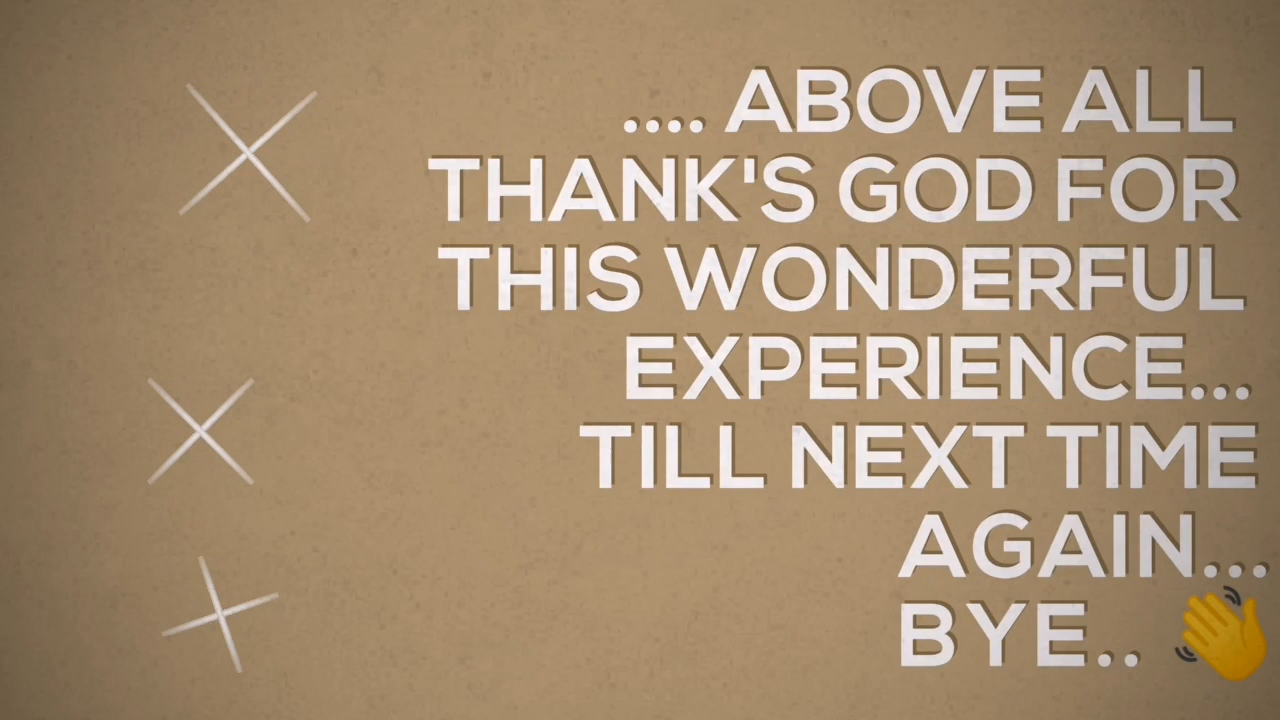 .... ABOVE ALL
THANK'S GOD FOR
THIS WONDERFUL
EXPERIENCE...
TILL NEXT TIME
AGAIN...
BYE.. 👋